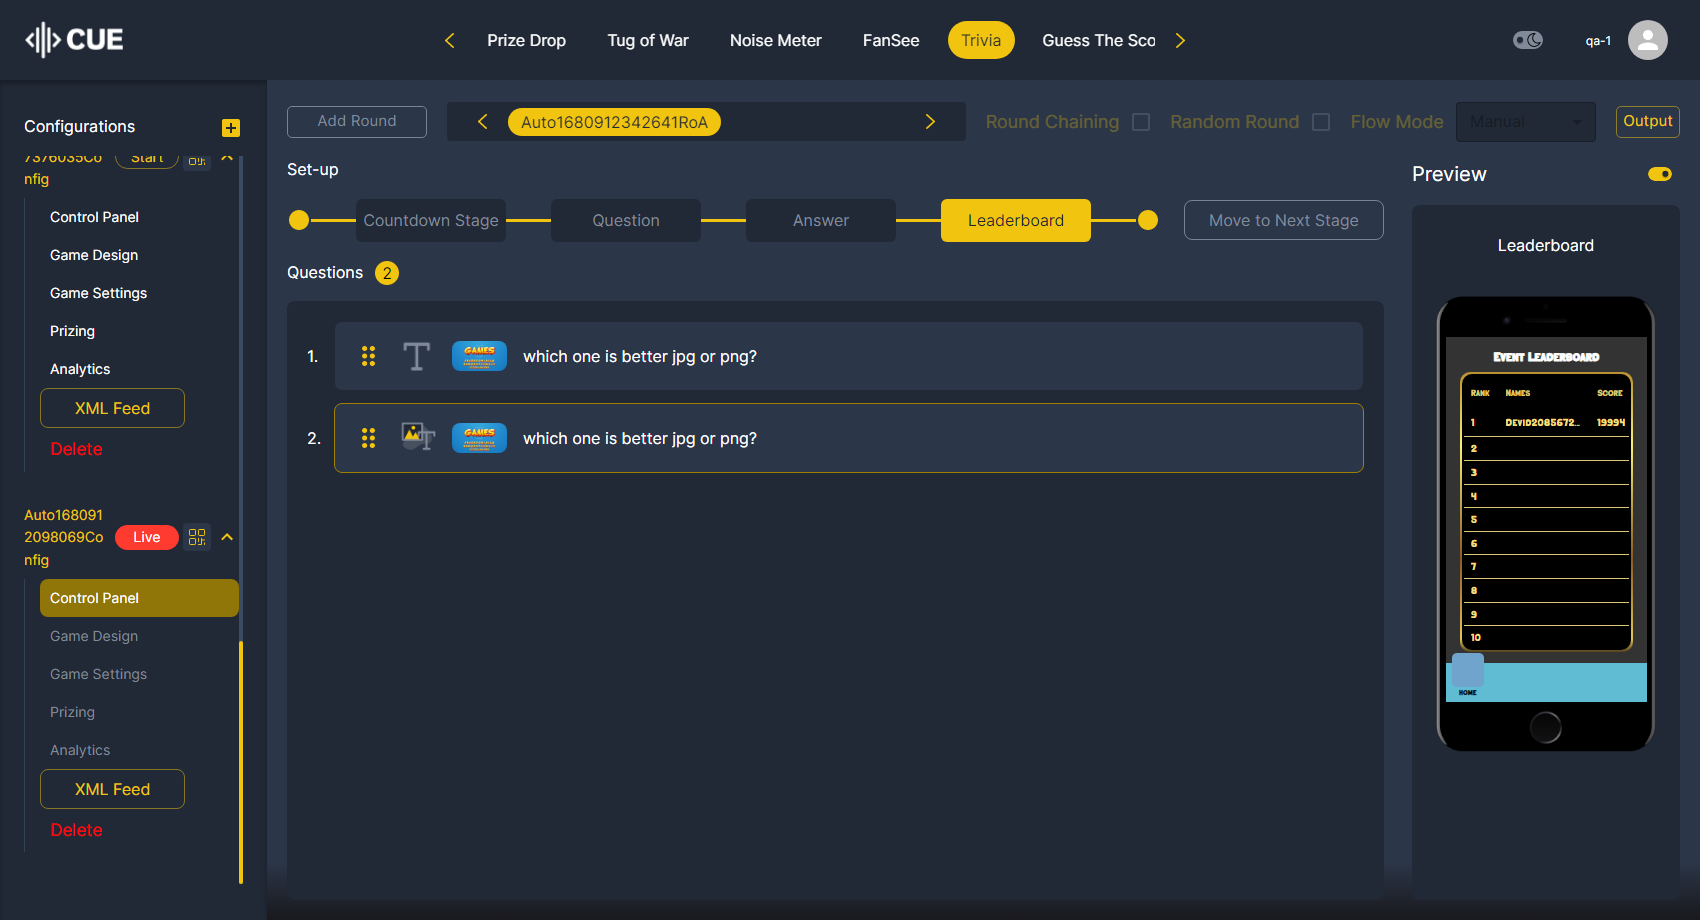 CUE
Prize Drop
Tug of War
Noise Meter
FanSee
Trivia
Guess The Sco
qa-1
Configurations
7376035Co
nfig
Start
Control Panel
Game Design
Game Settings
Prizing
Analytics
XML Feed
Delete
Auto168091
2098069Co
nfig
Live
Control Panel
Game Design
Game Settings
Prizing
Analytics
XML Feed
Delete
Add Round
Auto1680912342641RoA
Round Chaining
Random Round
Flow Mode
Manual
Output
Set-up
Countdown Stage
Question
Answer
Leaderboard
Move to Next Stage
Questions 2
1.
GAMES
which one is better jpg or png?
2.
GAMES
which one is better jpg or png?
Preview
Leaderboard
Event Leaderboard
Rank Names Score
1 Devid2085672... 19994
2
3
4
5
6
7
8
9
10
HOME